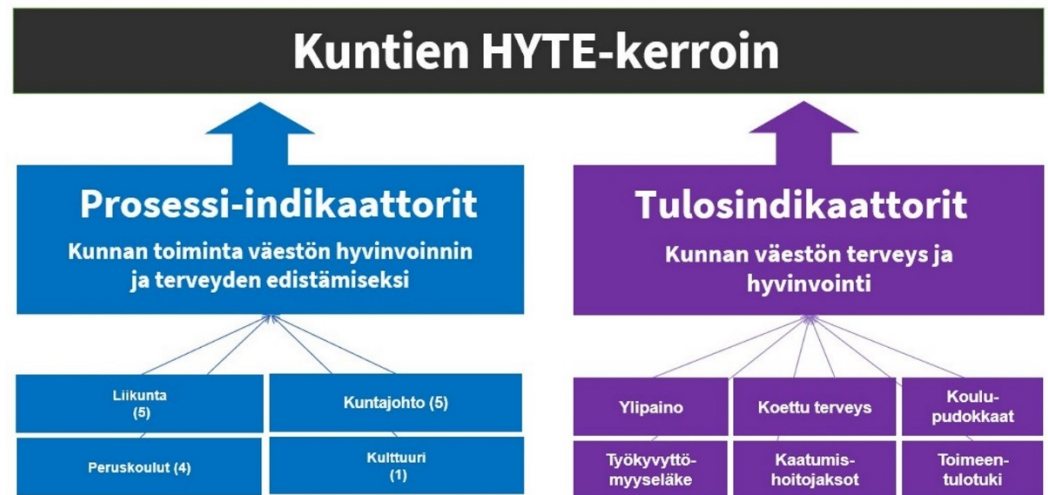 Kuntien HYTE-kerroin
Prosessi-indikaattorit
Kunnan toiminta väestön hyvinvoinnin
ja terveyden edistämiseksi
Liikunta
(5)
Kuntajohto (5)
Peruskoulut (4)
Kulttuuri
(1)
Tulosindikaattorit
Kunnan väestön terveys ja
hyvinvointi
Ylipaino
Koettu terveys
Koulu-
pudokkaat
Työkyvyttö-
myyseläke
Kaatumis-
hoitojaksot
Toimeen-
tulotuki